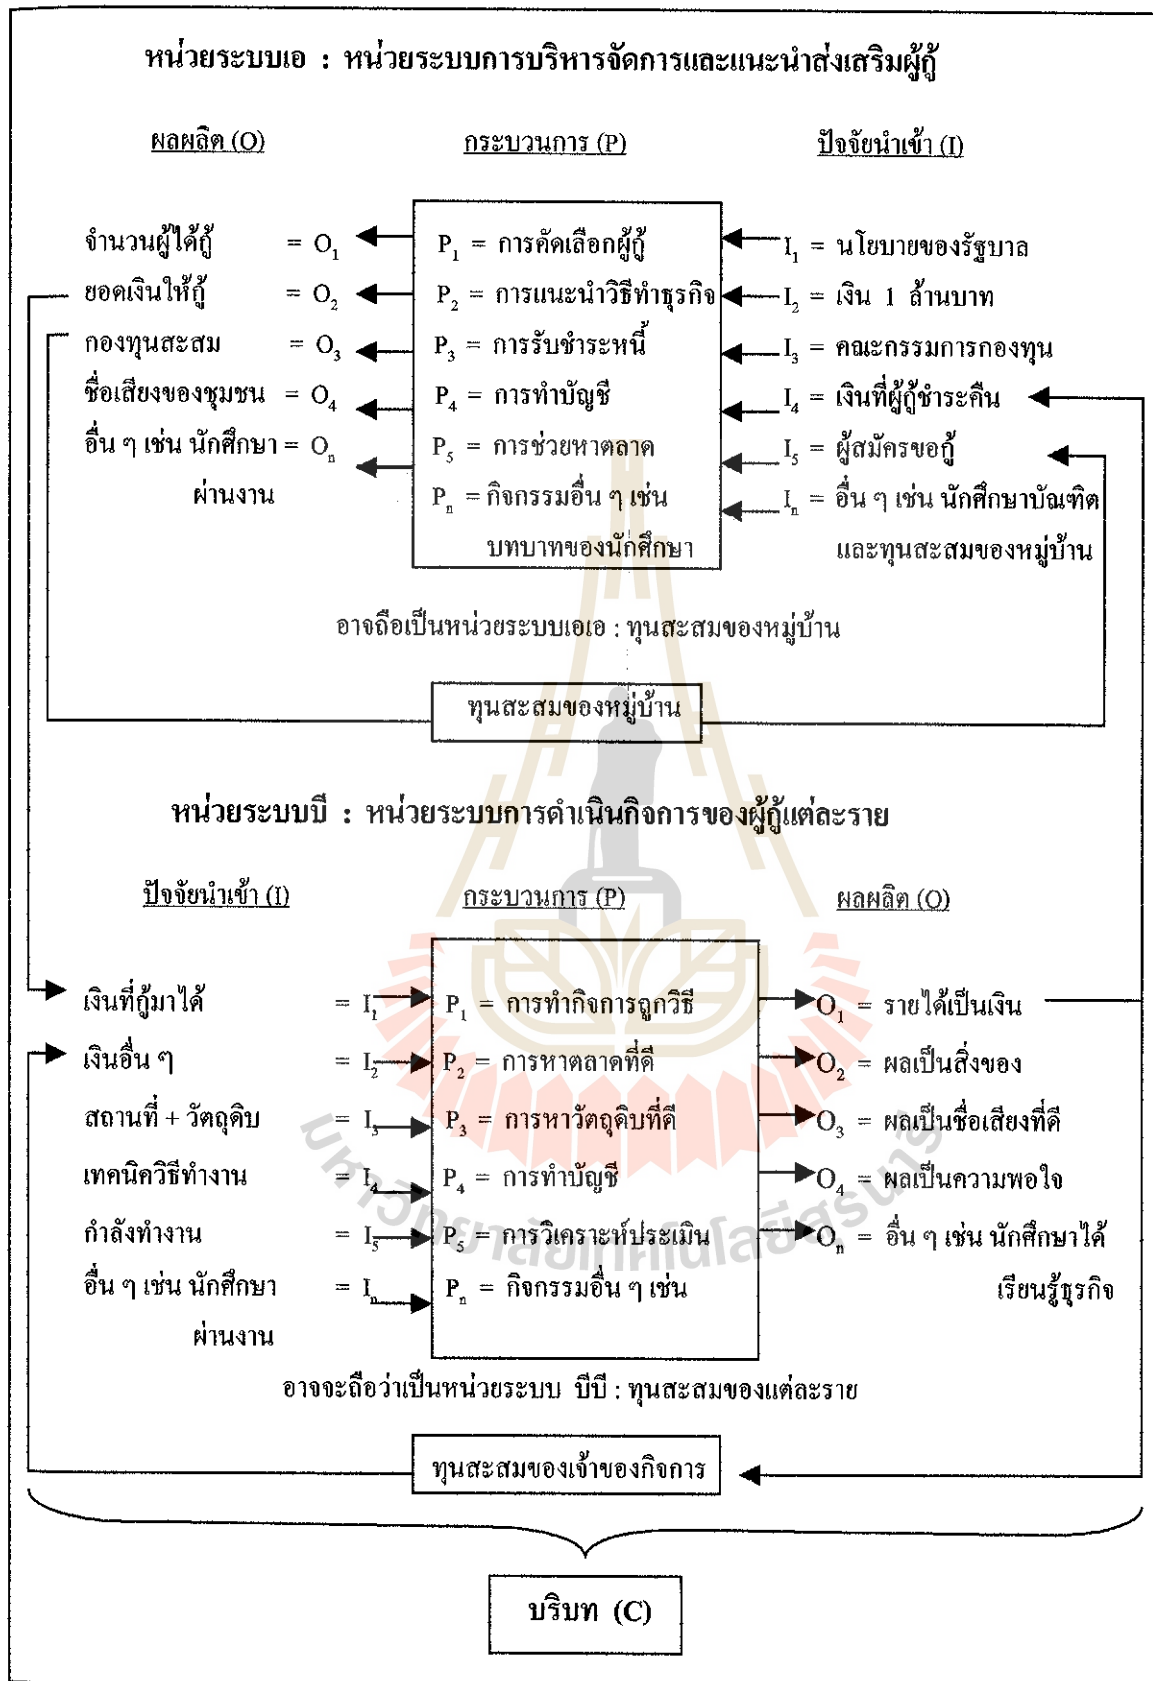 หน่วยระบบเอ : หน่วยระบบการบริหารจัดการและแนะนำส่งเสริมผู้กู้
ผลผลิต (O) กระบวนการ (P) ปัจจัยนำเข้า (I)
จำนวนผู้ได้กู้ = O1 P1 = การคัดเลือกผู้กู้ I1 = นโยบายของรัฐบาล
ยอดเงินให้กู้ = O2 P2 = การแนะนำวิธีทำธุรกิจ I2 = เงิน 1 ล้านบาท
กองทุนสะสม = O3 P3 = การรับชำระหนี้ I3 = คณะกรรมการกองทุน
ชื่อเสียงของชุมชน = O4 P4 = การทำบัญชี I4 = เงินที่ผู้กู้ชำระคืน
อื่น ๆ เช่น นักศึกษา = On P5 = การช่วยหาตลาด I5 = ผู้สมัครขอกู้
ผ่านงาน Pn = กิจกรรมอื่น ๆ เช่น In = อื่น ๆ เช่น นักศึกษาบัณฑิต
บทบาทของนักศึกษา และทุนสะสมของหมู่บ้าน
อาจถือเป็นหน่วยระบบเอเอ : ทุนสะสมของหมู่บ้าน
ทุนสะสมของหมู่บ้าน
หน่วยระบบบี : หน่วยระบบการดำเนินกิจการของผู้กู้แต่ละราย
ปัจจัยนำเข้า (I) กระบวนการ (P) ผลผลิต (O)
เงินที่กู้มาได้ = I1 P1 = การทำกิจการถูกวิธี O1 = รายได้เป็นเงิน
เงินอื่น ๆ = I2 P2 = การหาตลาดที่ดี O2 = ผลเป็นสิ่งของ
สถานที่ + วัตถุดิบ = I3 P3 = การหาวัตถุดิบที่ดี O3 = ผลเป็นชื่อเสียงที่ดี
เทคนิควิธีทำงาน = I4 P4 = การทำบัญชี O4 = ผลเป็นความพอใจ
กำลังทำงาน = I5 P5 = การวิเคราะห์ประเมิน On = อื่น ๆ เช่น นักศึกษาได้
อื่น ๆ เช่น นักศึกษา = In Pn = กิจกรรมอื่น ๆ เช่น เรียนรู้ธุรกิจ
ผ่านงาน
มหาวิทยาลัยเทคโนโลยีสุรนารี
อาจจะถือว่าเป็นหน่วยระบบ บีบี : ทุนสะสมของแต่ละราย
ทุนสะสมของเจ้าของกิจการ
บริบท (C)